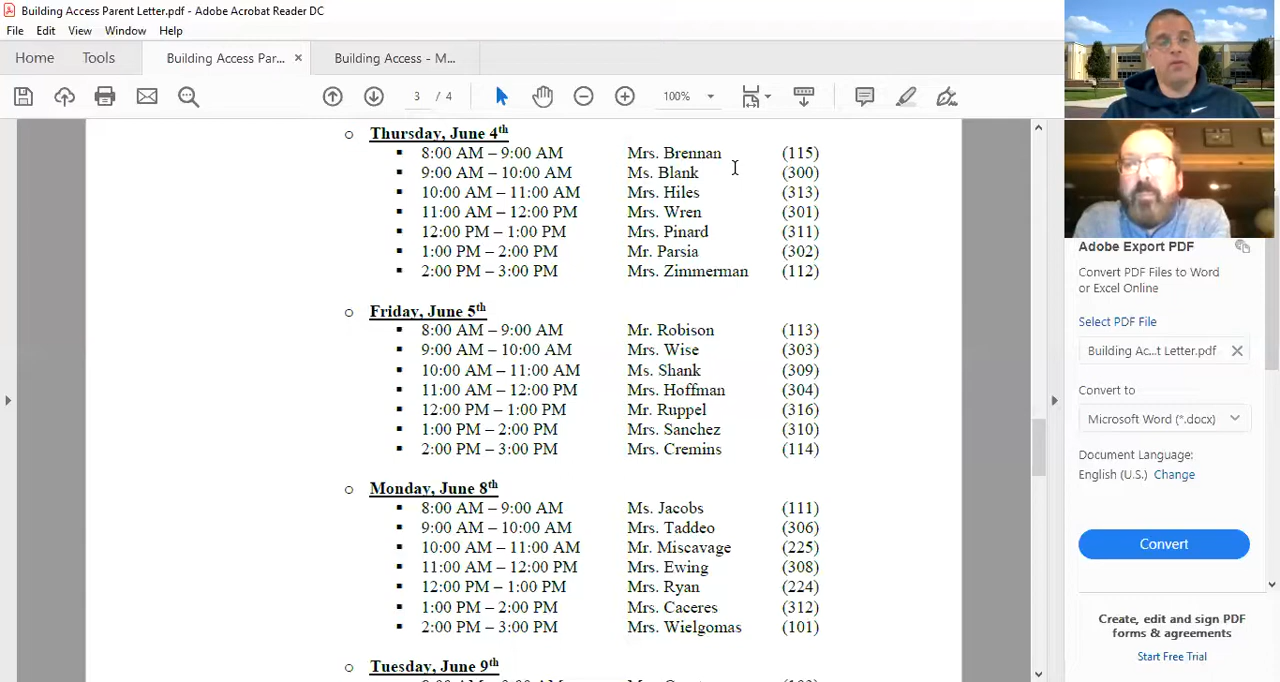 Building Access Parent Letter.pdf - Adobe Acrobat Reader DC
File Edit View Window Help
Home Tools Building Access Par... × Building Access - M...
3 / 4 100%
Thursday, June 4th
8:00 AM – 9:00 AM Mrs. Brennan (115)
9:00 AM – 10:00 AM Ms. Blank (300)
10:00 AM – 11:00 AM Mrs. Hiles (313)
11:00 AM – 12:00 PM Mrs. Wren (301)
12:00 PM – 1:00 PM Mrs. Pinard (311)
1:00 PM – 2:00 PM Mr. Parsia (302)
2:00 PM – 3:00 PM Mrs. Zimmerman (112)
Friday, June 5th
8:00 AM – 9:00 AM Mr. Robison (113)
9:00 AM – 10:00 AM Mrs. Wise (303)
10:00 AM – 11:00 AM Ms. Shank (309)
11:00 AM – 12:00 PM Mrs. Hoffman (304)
12:00 PM – 1:00 PM Mr. Ruppel (316)
1:00 PM – 2:00 PM Mrs. Sanchez (310)
2:00 PM – 3:00 PM Mrs. Cremins (114)
Monday, June 8th
8:00 AM – 9:00 AM Ms. Jacobs (111)
9:00 AM – 10:00 AM Mrs. Taddeo (306)
10:00 AM – 11:00 AM Mr. Miscavage (225)
11:00 AM – 12:00 PM Mrs. Ewing (308)
12:00 PM – 1:00 PM Mrs. Ryan (224)
1:00 PM – 2:00 PM Mrs. Caceres (312)
2:00 PM – 3:00 PM Mrs. Wielgomas (101)
Tuesday, June 9th
Adobe Export PDF
Convert PDF Files to Word
or Excel Online
Select PDF File
Building Ac...t Letter.pdf
Convert to
Microsoft Word (*.docx)
Document Language:
English (U.S.) Change
Convert
Create, edit and sign PDF
forms & agreements
Start Free Trial